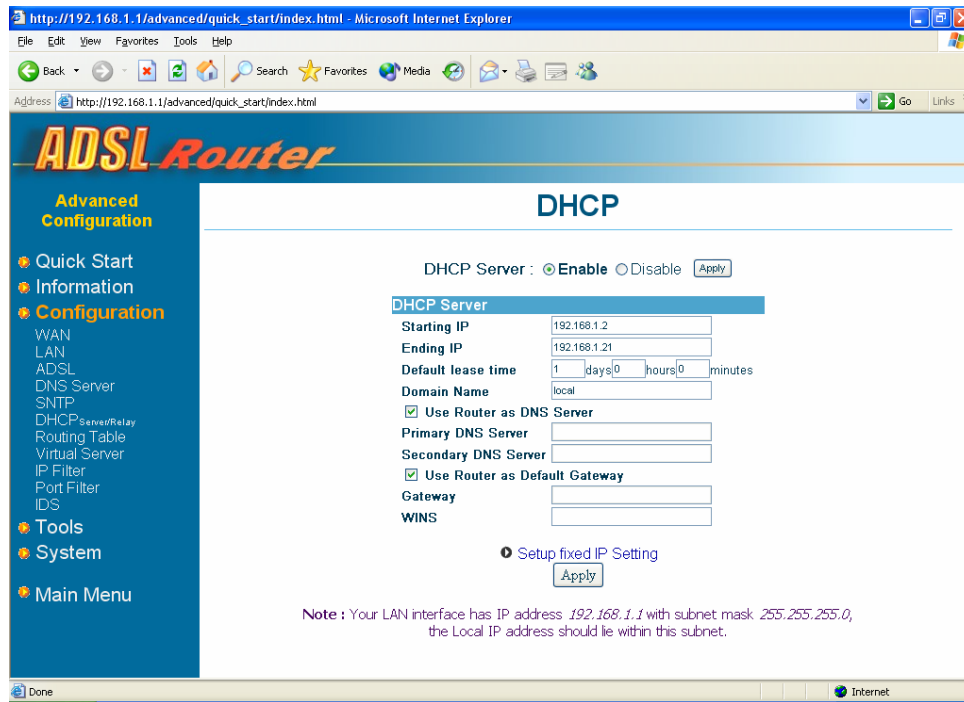 http://192.168.1.1/advanced/quick_start/index.html - Microsoft Internet Explorer
File Edit View Favorites Tools Help
Back Search Favorites Media
Address http://192.168.1.1/advanced/quick_start/index.html Go Links
ADSL Router
Advanced
Configuration
Quick Start
Information
Configuration
WAN
LAN
ADSL
DNS Server
SNTP
DHCP Server/Relay
Routing Table
Virtual Server
IP Filter
Port Filter
IDS
Tools
System
Main Menu
DHCP
DHCP Server : Enable Disable Apply
DHCP Server
Starting IP 192.168.1.2
Ending IP 192.168.1.21
Default lease time 1 days 0 hours 0 minutes
Domain Name local
Use Router as DNS Server
Primary DNS Server
Secondary DNS Server
Use Router as Default Gateway
Gateway
WINS
Setup fixed IP Setting
Apply
Note : Your LAN interface has IP address 192.168.1.1 with subnet mask 255.255.255.0,
the Local IP address should lie within this subnet.
Done Internet